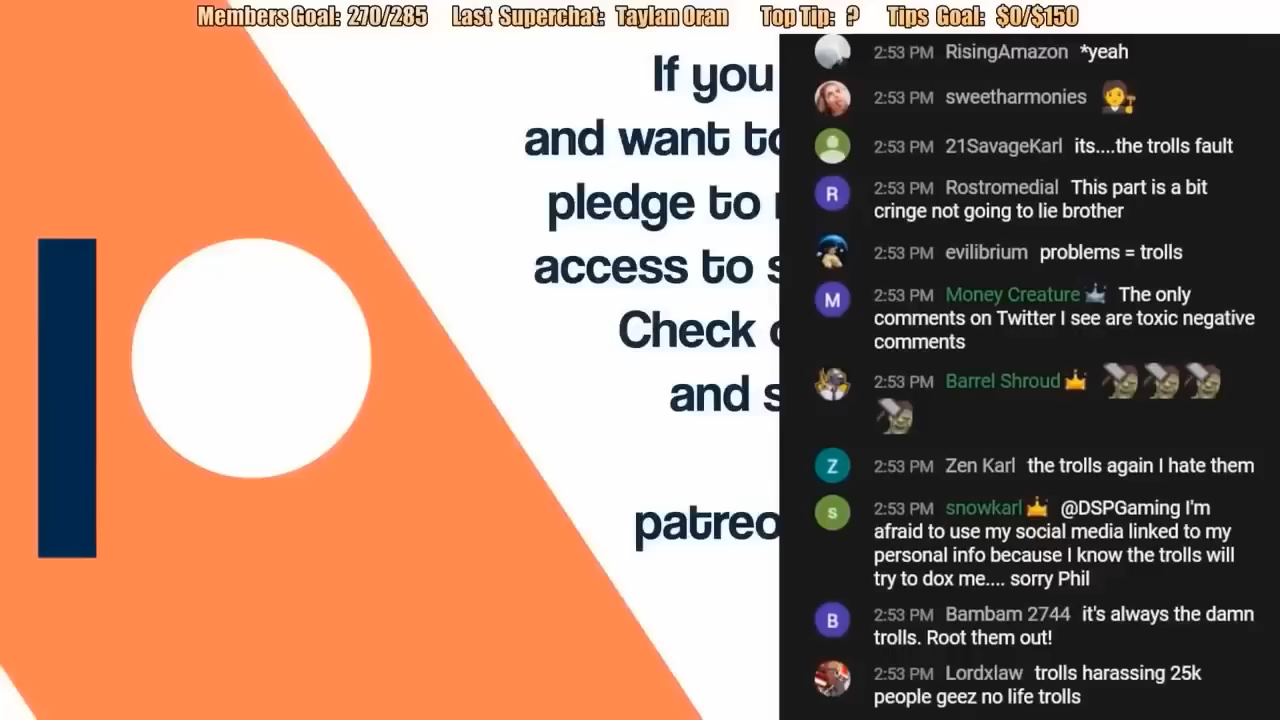 Members Goal: 270/285 Last Superchat: Taylan Oran Top Tip: ? Tips Goal: $0/$150
If you
and want to
pledge to
access to s
Check
and s
patreo
2:53 PM RisingAmazon *yeah
2:53 PM sweetharmonies
2:53 PM 21SavageKarl its....the trolls fault
R 2:53 PM Rostromedial This part is a bit
cringe not going to lie brother
2:53 PM evilibrium problems = trolls
M 2:53 PM Money Creature The only
comments on Twitter I see are toxic negative
comments
2:53 PM Barrel Shroud
Z 2:53 PM Zen Karl the trolls again I hate them
s 2:53 PM snowkarl @DSPGaming I'm
afraid to use my social media linked to my
personal info because I know the trolls will
try to dox me.... sorry Phil
B 2:53 PM Bambam 2744 it's always the damn
trolls. Root them out!
2:53 PM Lordxlaw trolls harassing 25k
people geez no life trolls